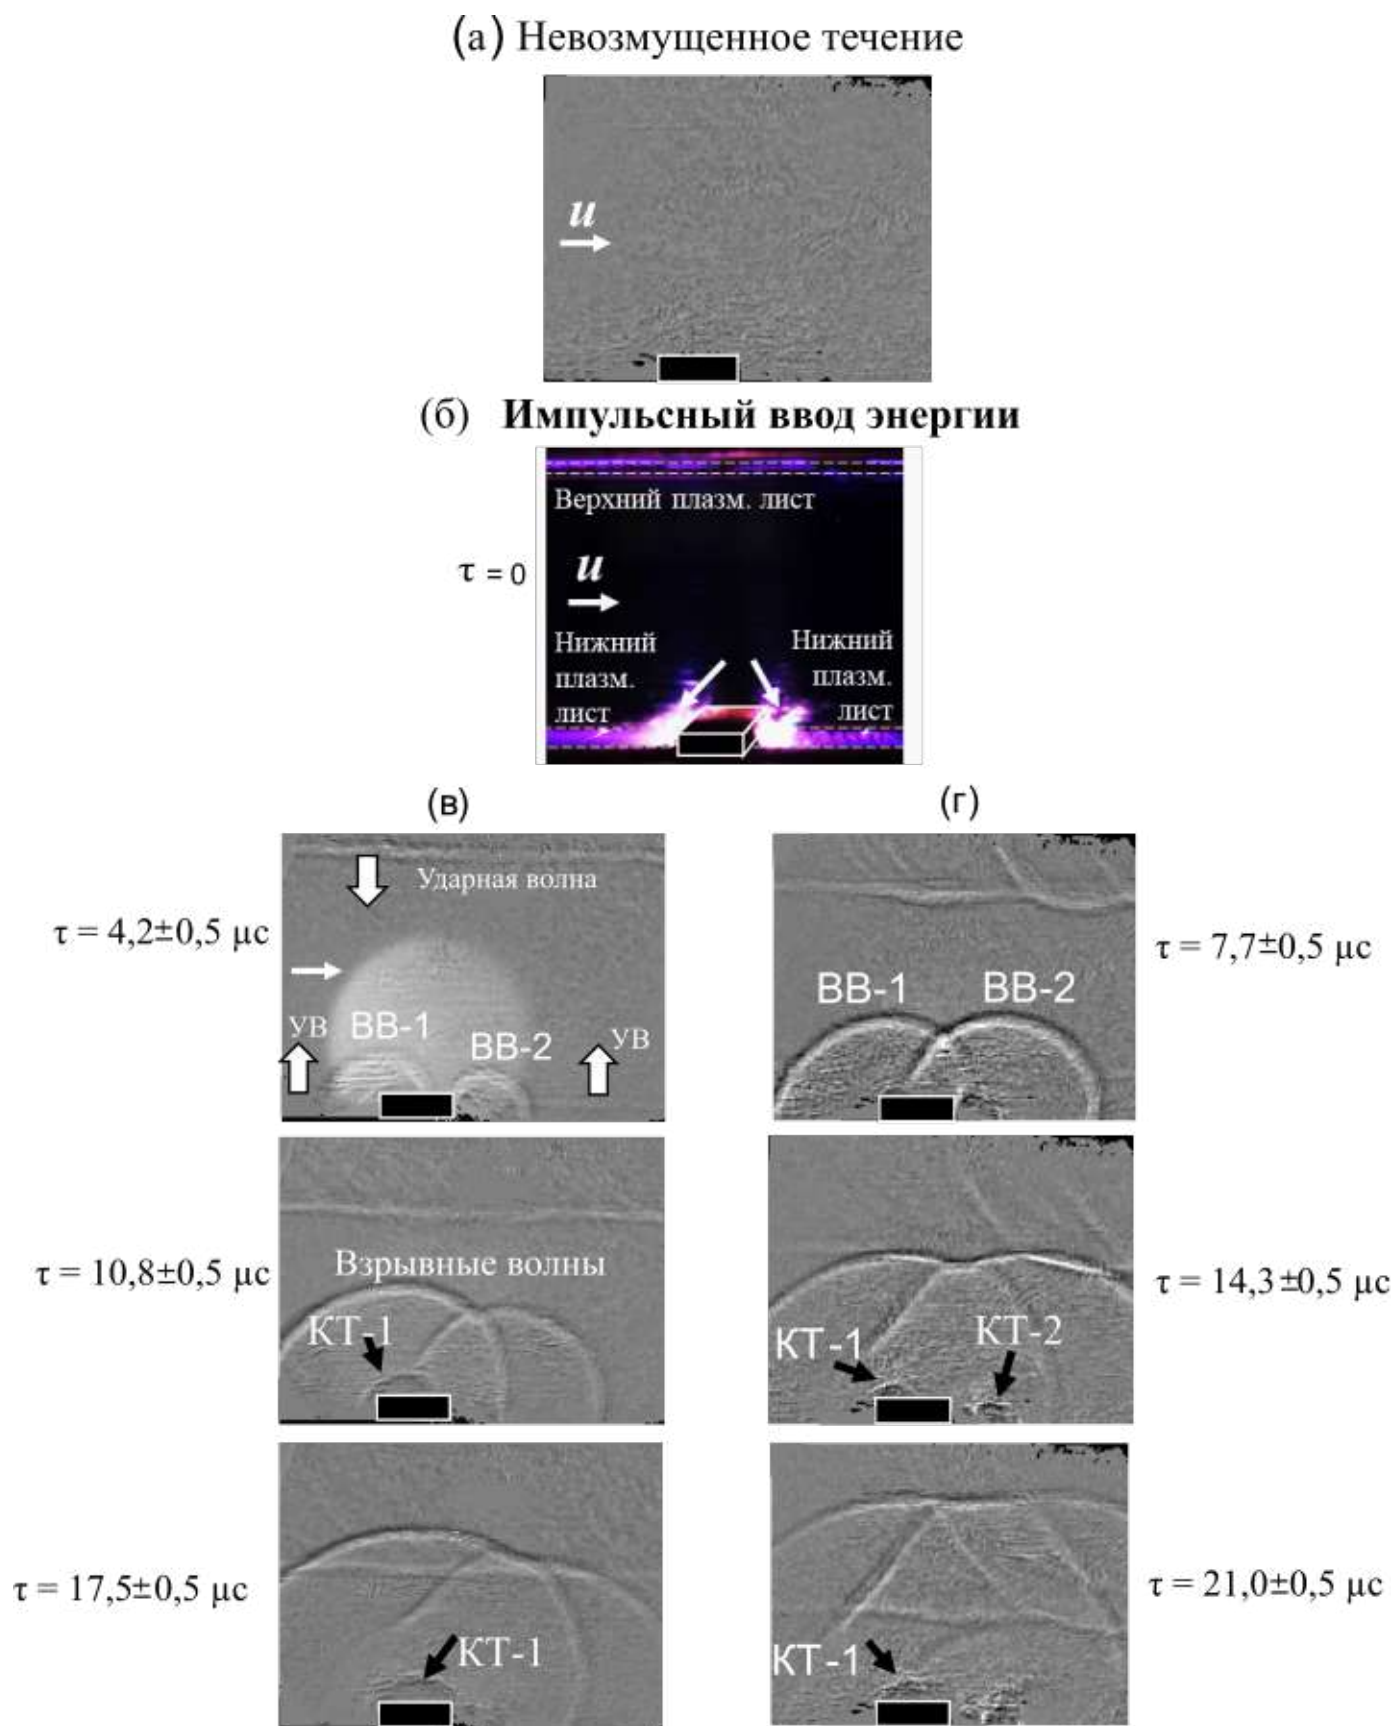 (а) Невозмущенное течение
u
(б) Импульсный ввод энергии
Верхний плазм. лист
τ = 0
u
Нижний
плазм.
лист
Нижний
плазм.
лист
(в)
(г)
τ = 4,2±0,5 μс
Ударная волна
УВ
ВВ-1
ВВ-2
УВ
τ = 7,7±0,5 μс
ВВ-1
ВВ-2
τ = 10,8±0,5 μс
Взрывные волны
КТ-1
τ = 14,3±0,5 μс
КТ-1
КТ-2
τ = 17,5±0,5 μс
КТ-1
τ = 21,0±0,5 μс
КТ-1